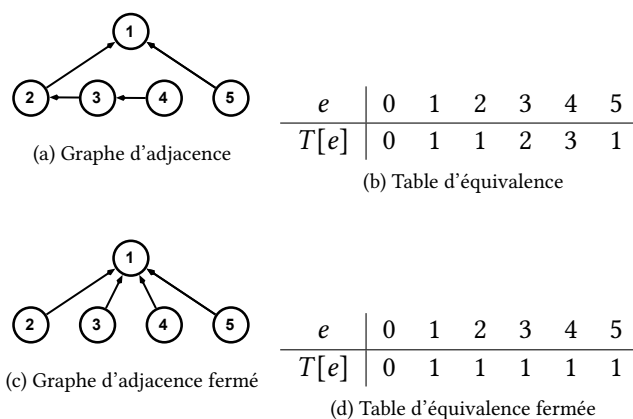 1
2 3 4 5
(a) Graphe d'adjacence
e 0 1 2 3 4 5
T[e] 0 1 1 2 3 1
(b) Table d'équivalence
1
2 3 4 5
(c) Graphe d'adjacence fermé
e 0 1 2 3 4 5
T[e] 0 1 1 1 1 1
(d) Table d'équivalence fermée